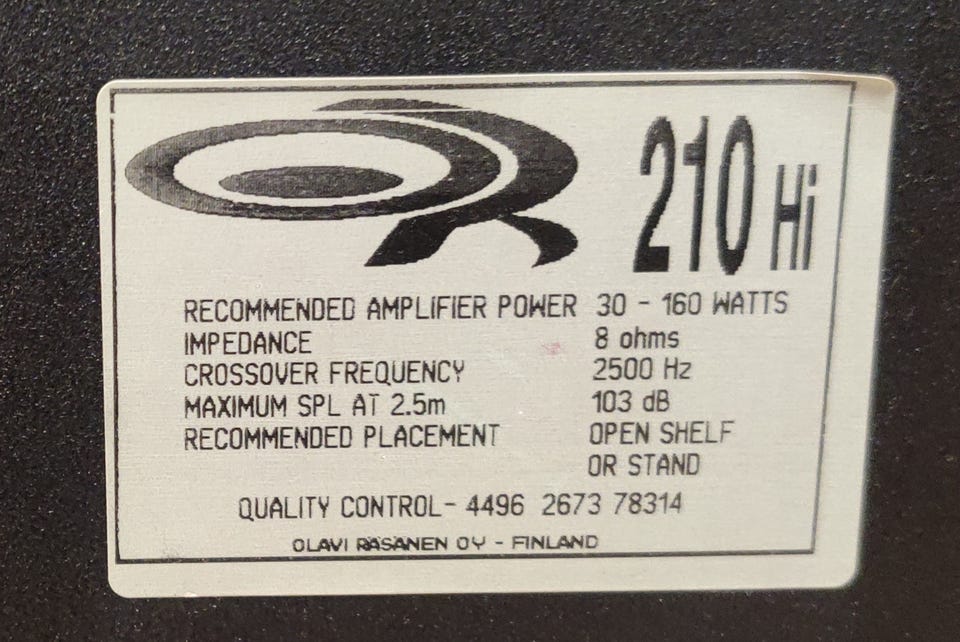 OR 210 Hi
RECOMMENDED AMPLIFIER POWER 30 - 160 WATTS
IMPEDANCE 8 ohms
CROSSOVER FREQUENCY 2500 Hz
MAXIMUM SPL AT 2.5m 103 dB
RECOMMENDED PLACEMENT OPEN SHELF
OR STAND
QUALITY CONTROL- 4496 2673 78314
OLAVI RÄSÄNEN OY - FINLAND